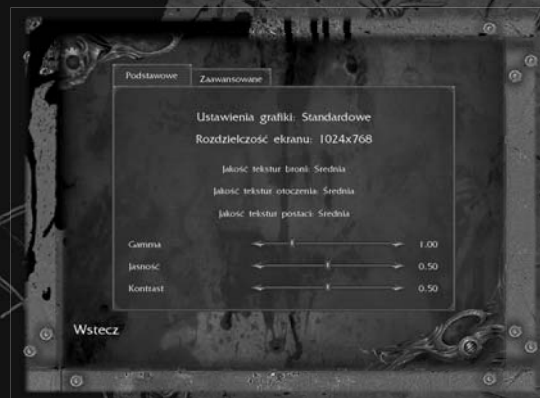 Podstawowe Zaawansowane
Ustawienia grafiki: Standardowe
Rozdzielczość ekranu: 1024x768
Jakość tekstur broni: Średnia
Jakość tekstur otoczenia: Średnia
Jakość tekstur postaci: Średnia
Gamma 1.00
Jasność 0.50
Kontrast 0.50
Wstecz